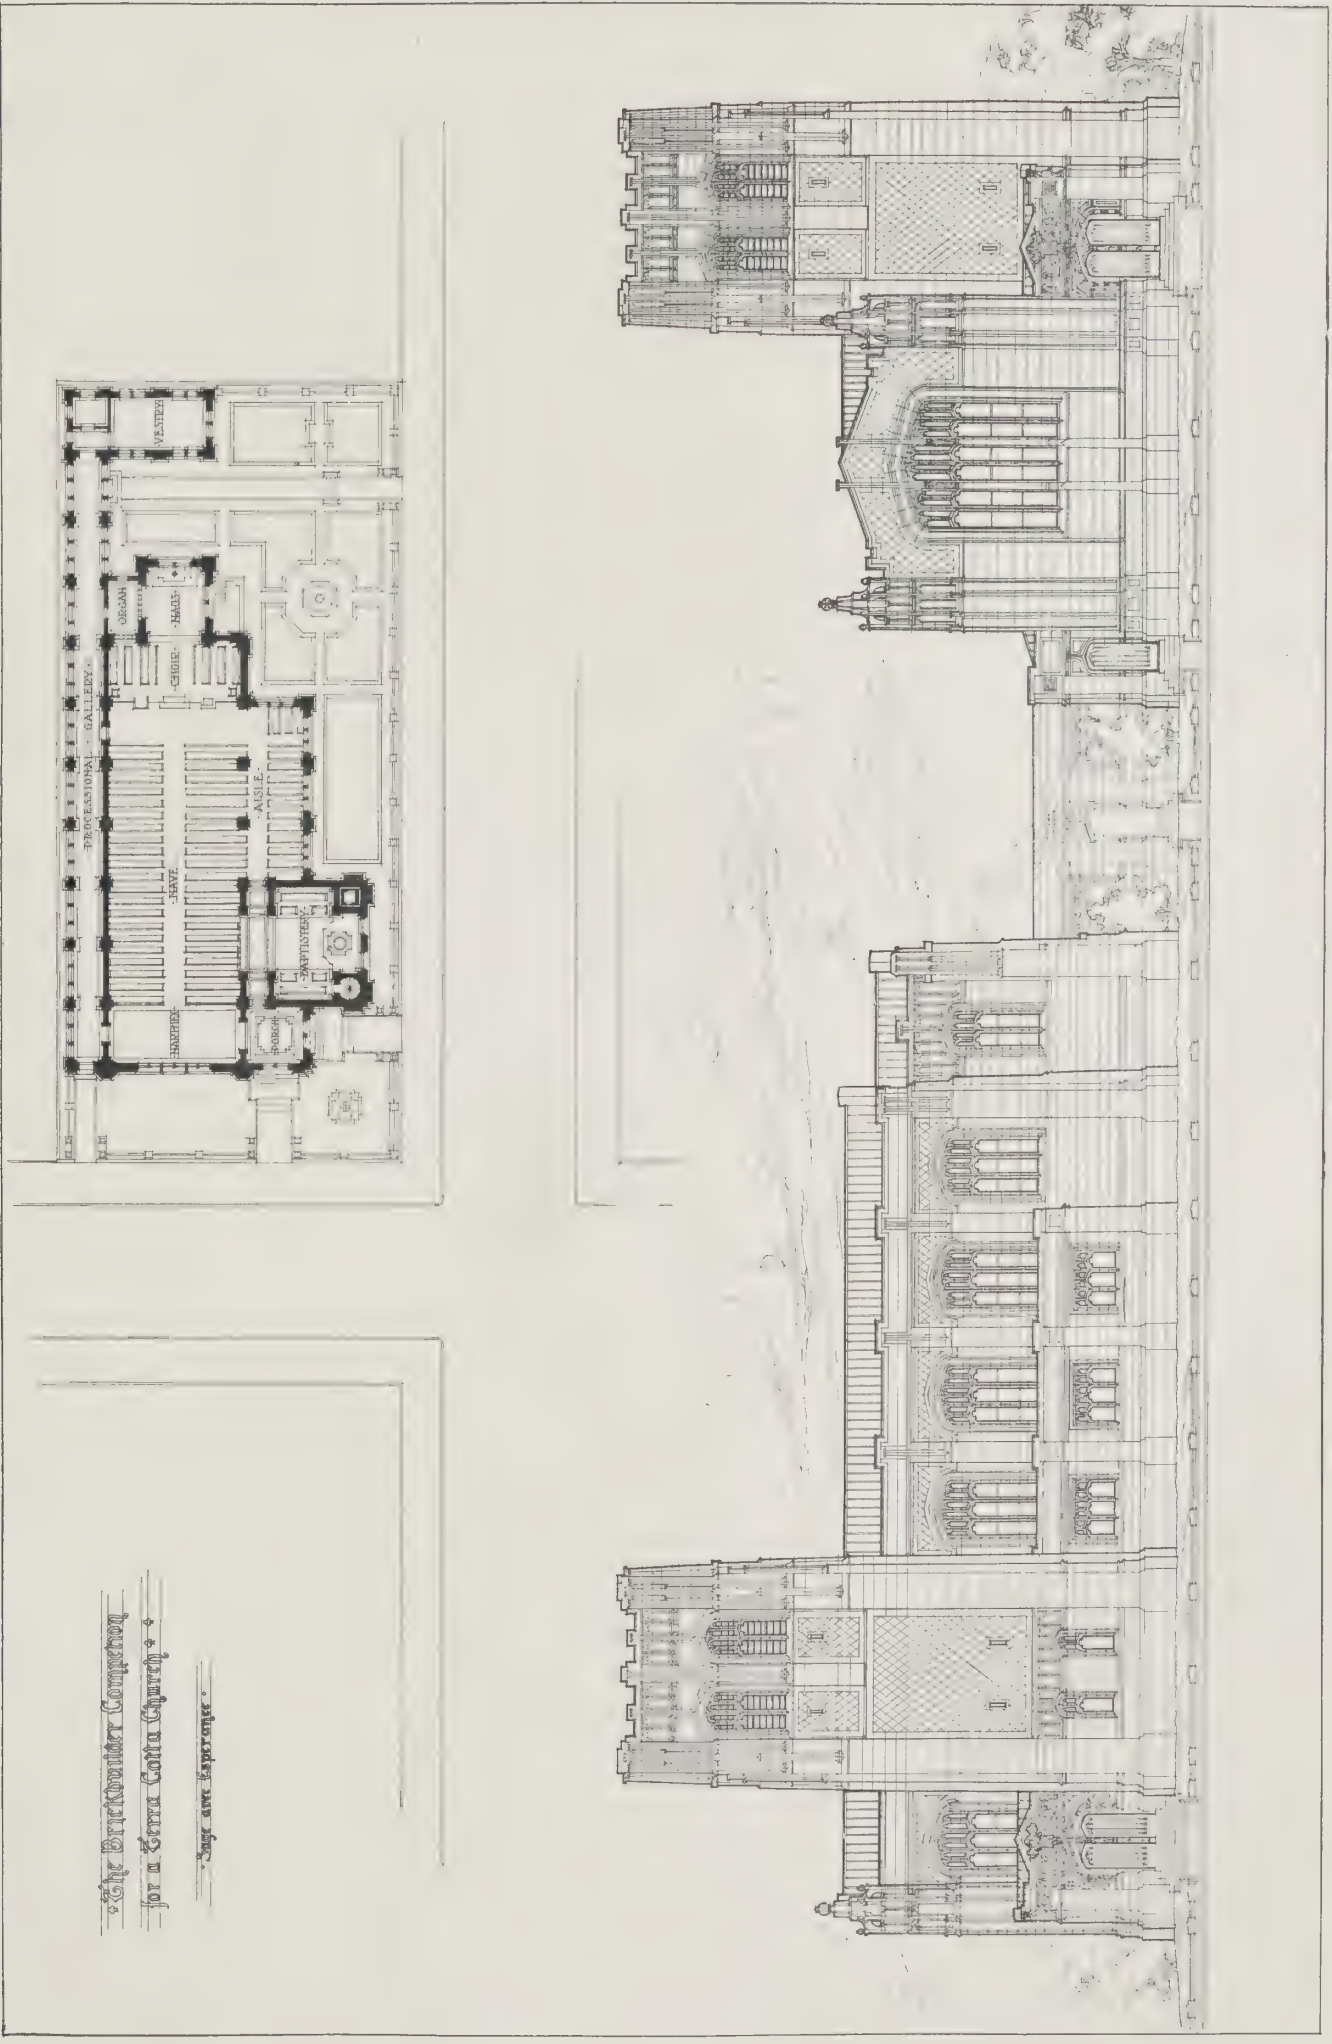 The Brickbuilder Competition
for a Terra Cotta Church
"Sage avec Esperance"
VESTRY
ORGAN
CHOIR
PROCESSIONAL · GALLERY
AISLE
NAVE
BAPTISTERY
NARTHEX
PORCH